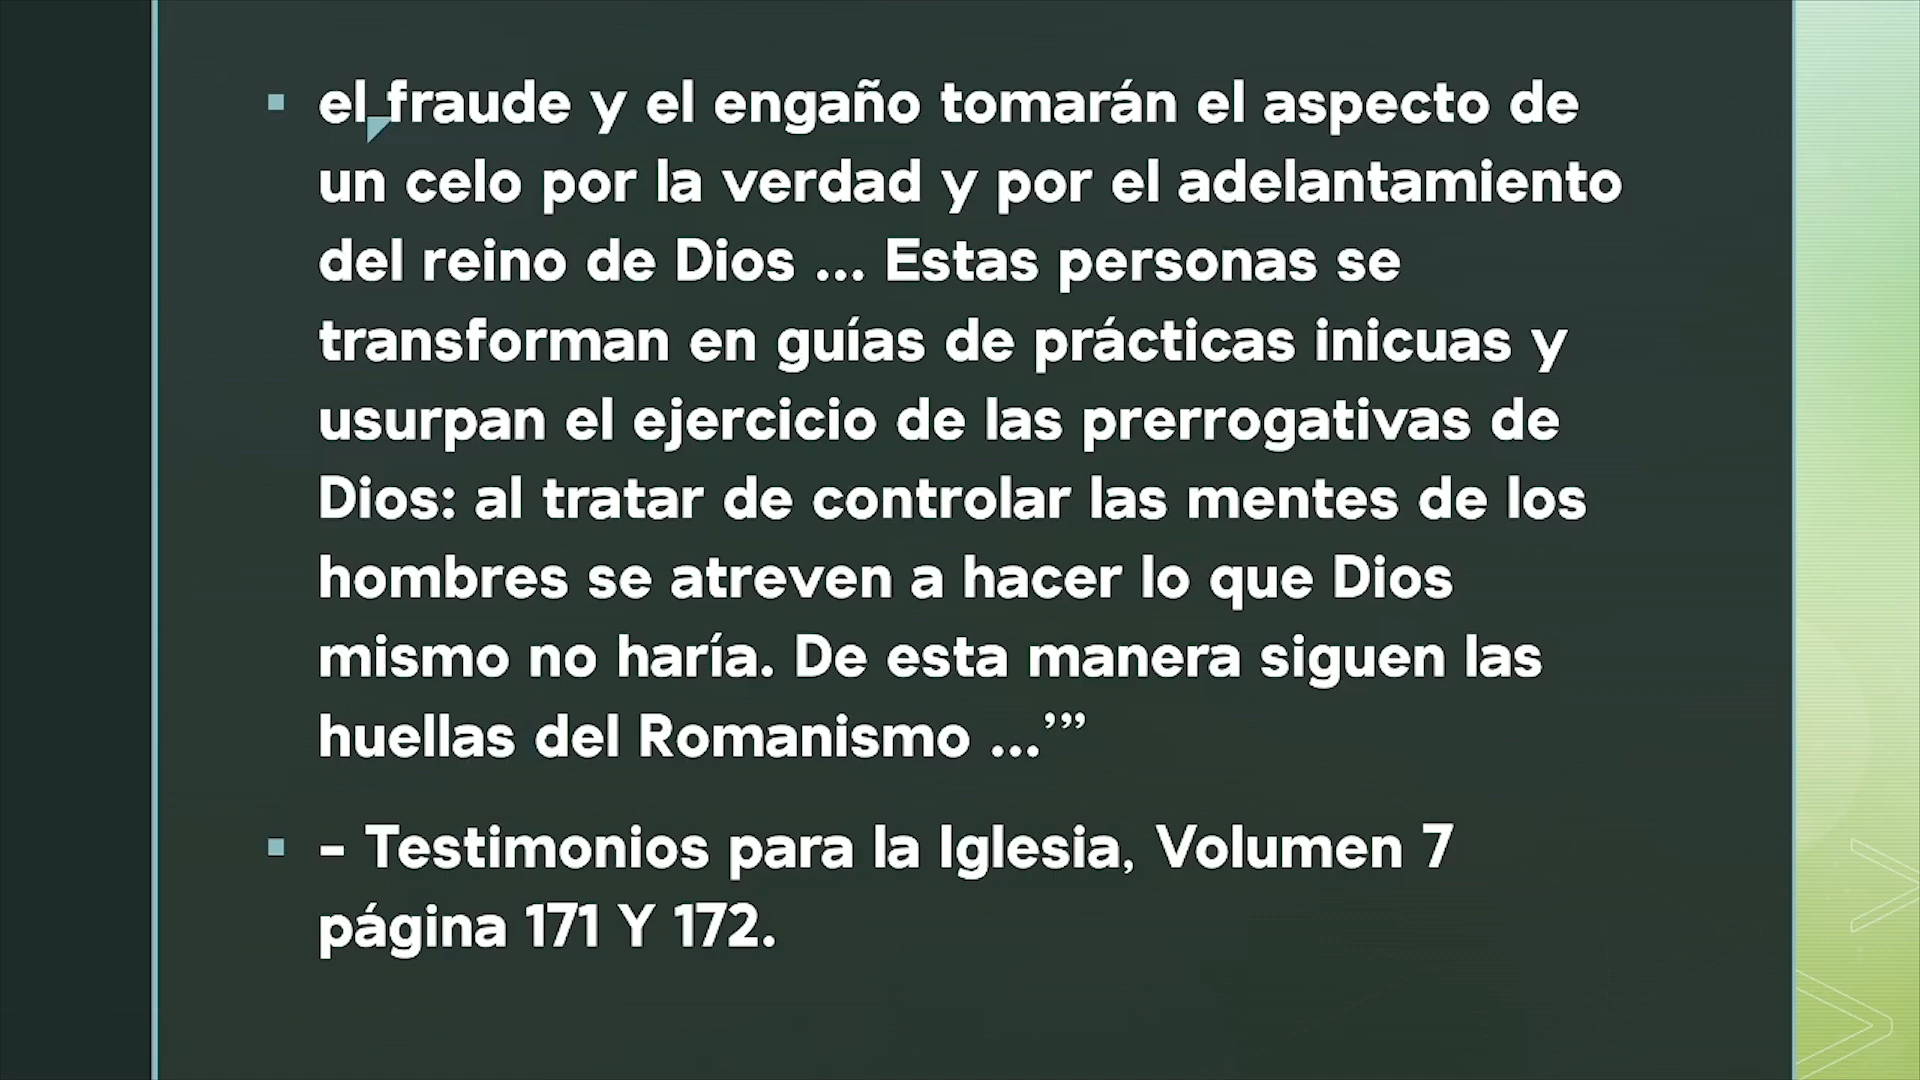 el fraude y el engaño tomarán el aspecto de
un celo por la verdad y por el adelantamiento
del reino de Dios ... Estas personas se
transforman en guías de prácticas inicuas y
usurpan el ejercicio de las prerrogativas de
Dios: al tratar de controlar las mentes de los
hombres se atreven a hacer lo que Dios
mismo no haría. De esta manera siguen las
huellas del Romanismo ...’”
– Testimonios para la Iglesia, Volumen 7
página 171 Y 172.